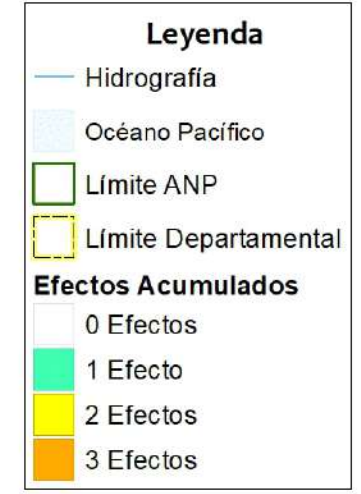 Leyenda
Hidrografía
Océano Pacífico
Límite ANP
Límite Departamental
Efectos Acumulados
0 Efectos
1 Efecto
2 Efectos
3 Efectos